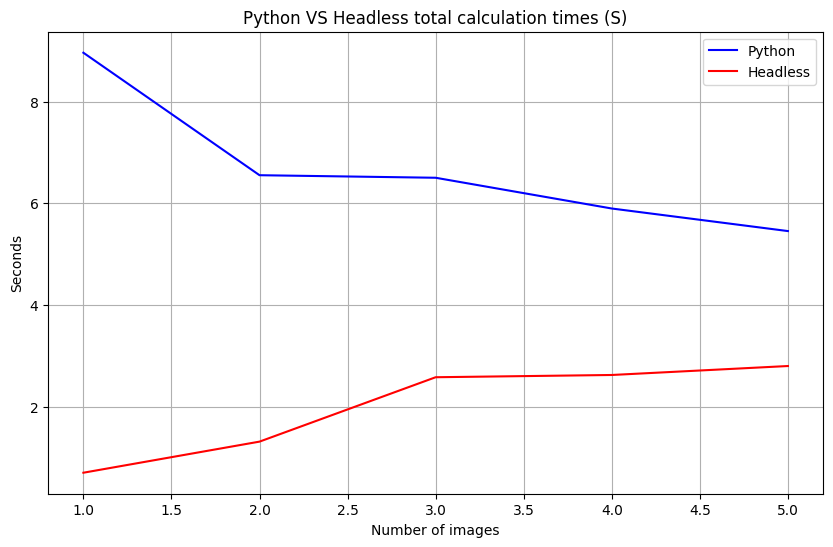 Python VS Headless total calculation times (S)
Python
Headless
8
6
4
2
Seconds
1.0 1.5 2.0 2.5 3.0 3.5 4.0 4.5 5.0
Number of images